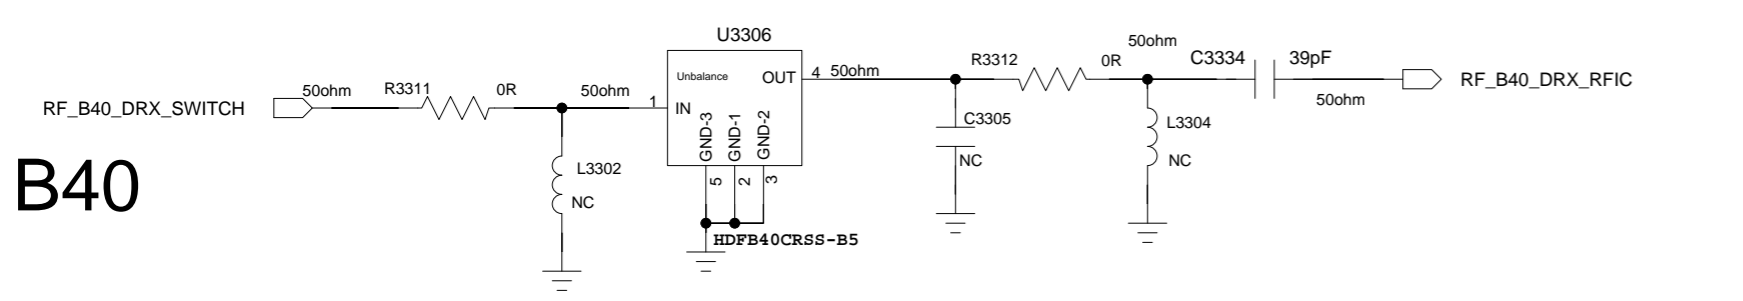 U3306
50ohm
R3312
0R
C3334
39pF
Unbalance
OUT
4
50ohm
RF_B40_DRX_RFIC
50ohm
R3311
0R
50ohm
50ohm
RF_B40_DRX_SWITCH
1
IN
GND-3
GND-1
GND-2
C3305
L3304
NC
NC
B40
L3302
NC
5
2
3
HDFB40CRSS-B5